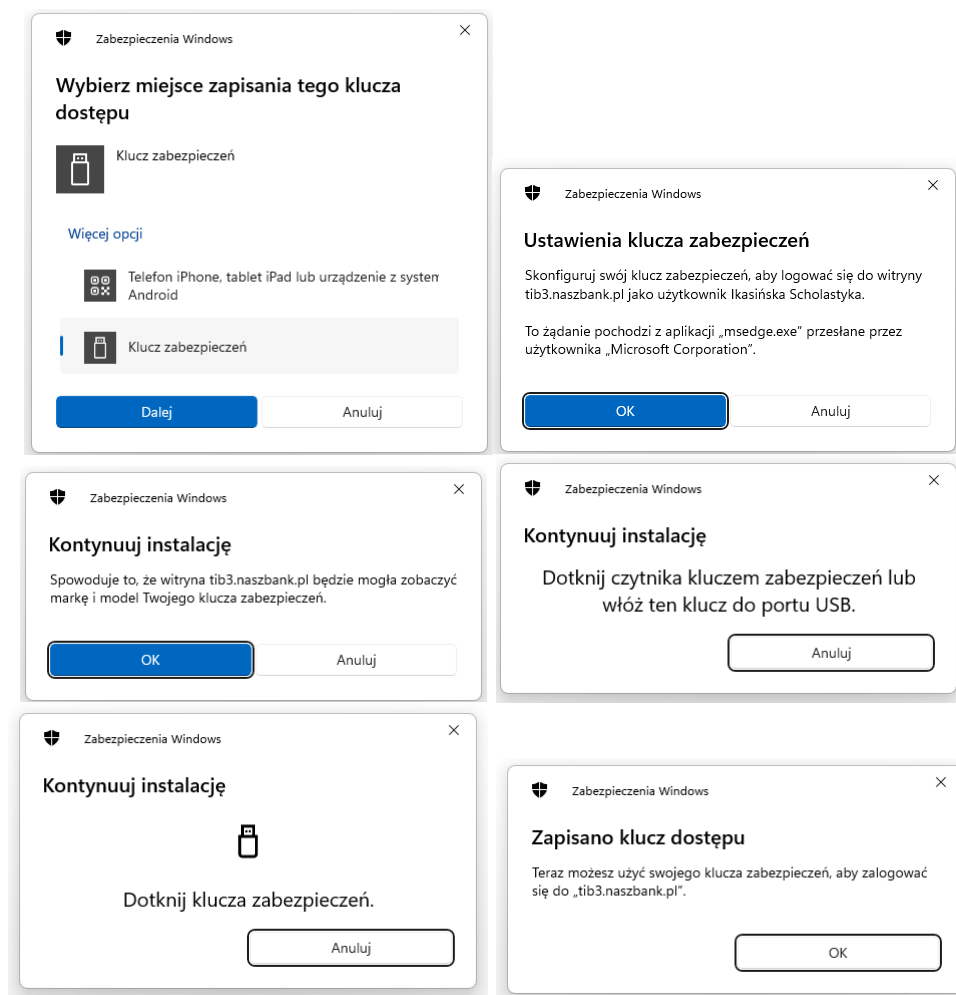 Zabezpieczenia Windows
Wybierz miejsce zapisania tego klucza
dostępu
Klucz zabezpieczeń
Więcej opcji
Telefon iPhone, tablet iPad lub urządzenie z system
Android
Klucz zabezpieczeń
Dalej
Anuluj
Zabezpieczenia Windows
Ustawienia klucza zabezpieczeń
Skonfiguruj swój klucz zabezpieczeń, aby logować się do witryny
tib3.naszbank.pl jako użytkownik Ikasińska Scholastyka.
To żądanie pochodzi z aplikacji „msedge.exe” przesłane przez
użytkownika „Microsoft Corporation”.
OK
Anuluj
Zabezpieczenia Windows
Kontynuuj instalację
Spowoduje to, że witryna tib3.naszbank.pl będzie mogła zobaczyć
markę i model Twojego klucza zabezpieczeń.
OK
Anuluj
Zabezpieczenia Windows
Kontynuuj instalację
Dotknij czytnika kluczem zabezpieczeń lub
włóż ten klucz do portu USB.
Anuluj
Zabezpieczenia Windows
Kontynuuj instalację
Dotknij klucza zabezpieczeń.
Anuluj
Zabezpieczenia Windows
Zapisano klucz dostępu
Teraz możesz użyć swojego klucza zabezpieczeń, aby zalogować
się do „tib3.naszbank.pl”.
OK